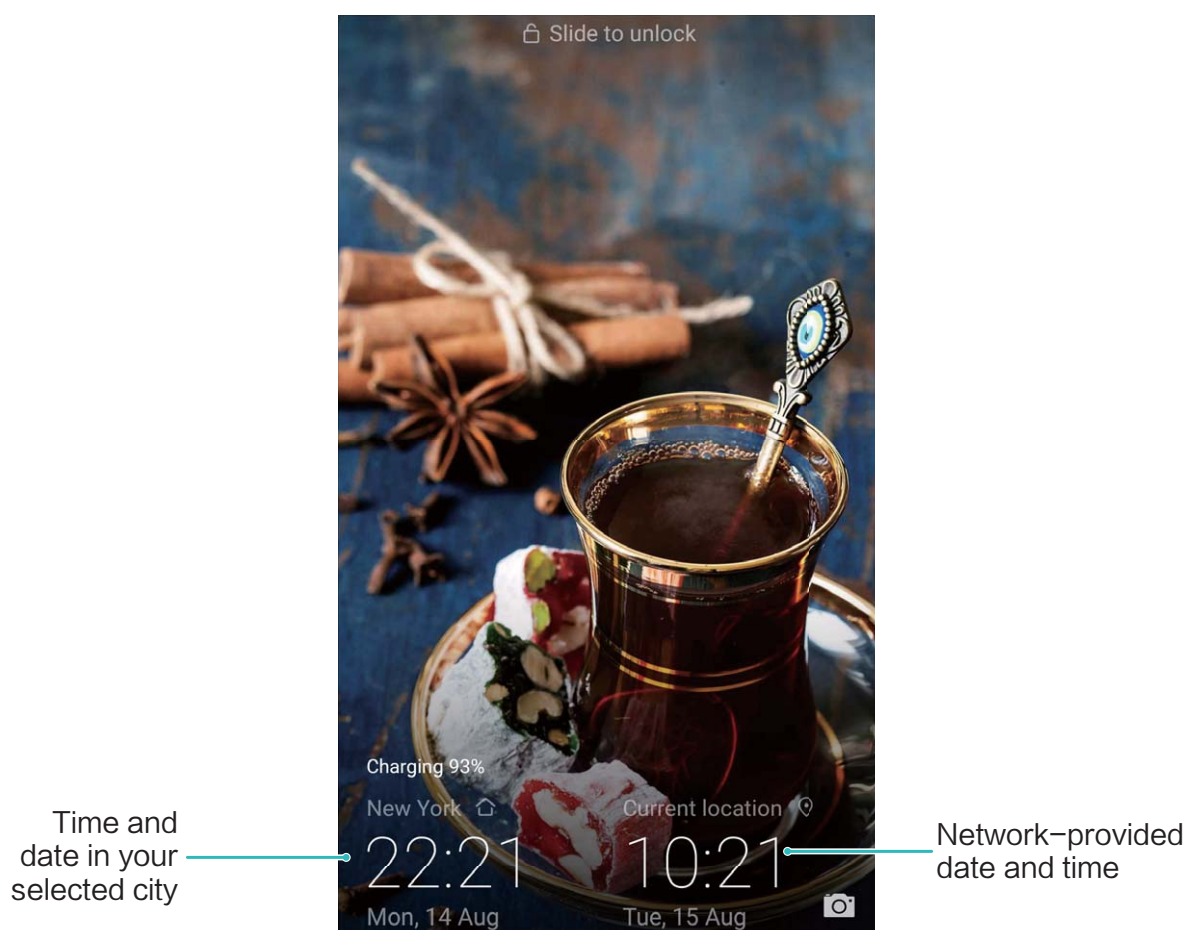 Slide to unlock
Charging 93%
New York
Current location
22:21
10:21
Mon, 14 Aug
Tue, 15 Aug
Time and
date in your
selected city
Network–provided
date and time